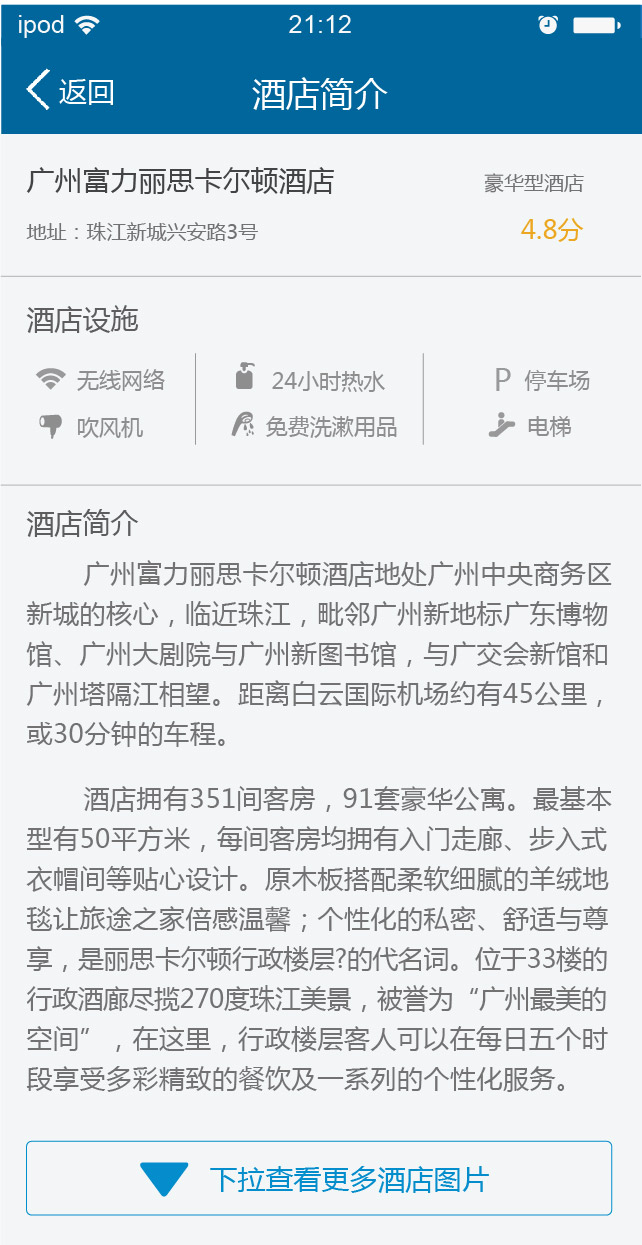 ipod 21:12
返回 酒店简介
广州富力丽思卡尔顿酒店 豪华型酒店
地址：珠江新城兴安路3号 4.8分
酒店设施
无线网络 24小时热水 P 停车场
吹风机 免费洗漱用品 电梯
酒店简介
广州富力丽思卡尔顿酒店地处广州中央商务区
新城的核心，临近珠江，毗邻广州新地标广东博物
馆、广州大剧院与广州新图书馆，与广交会新馆和
广州塔隔江相望。距离白云国际机场约有45公里，
或30分钟的车程。
酒店拥有351间客房，91套豪华公寓。最基本
型有50平方米，每间客房均拥有入门走廊、步入式
衣帽间等贴心设计。原木板搭配柔软细腻的羊绒地
毯让旅途之家倍感温馨；个性化的私密、舒适与尊
享，是丽思卡尔顿行政楼层?的代名词。位于33楼的
行政酒廊尽揽270度珠江美景，被誉为“广州最美的
空间”，在这里，行政楼层客人可以在每日五个时
段享受多彩精致的餐饮及一系列的个性化服务。
下拉查看更多酒店图片